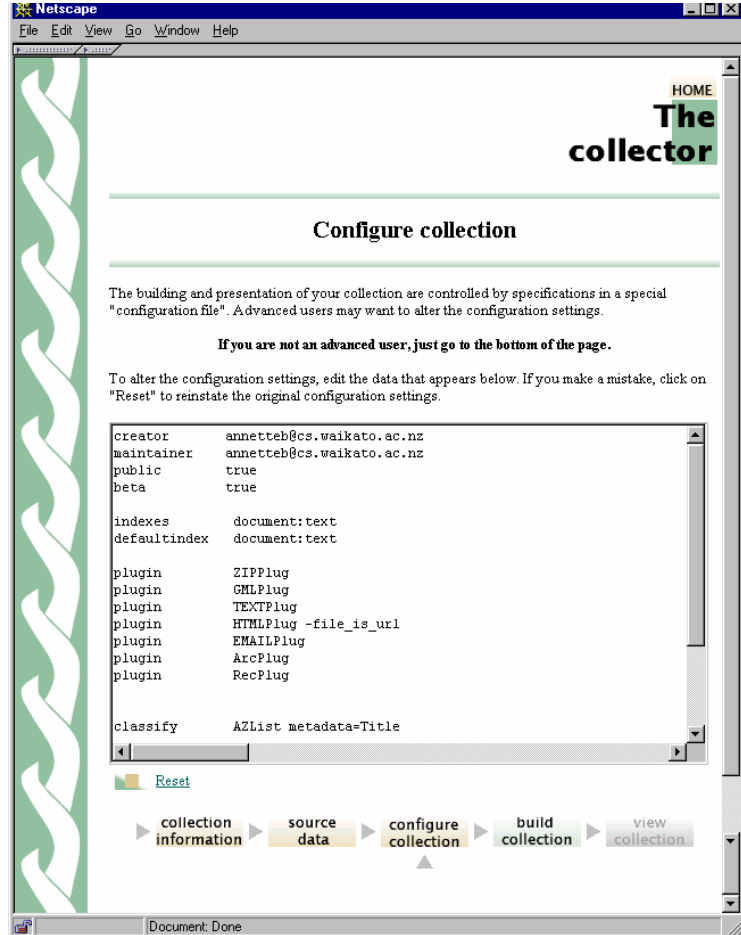 Netscape
File Edit View Go Window Help
HOME
The
collector
Configure collection
The building and presentation of your collection are controlled by specifications in a special
"configuration file". Advanced users may want to alter the configuration settings.
If you are not an advanced user, just go to the bottom of the page.
To alter the configuration settings, edit the data that appears below. If you make a mistake, click on
"Reset" to reinstate the original configuration settings.
creator annetteb@cs.waikato.ac.nz
maintainer annetteb@cs.waikato.ac.nz
public true
beta true
indexes document:text
defaultindex document:text
plugin ZIPPlug
plugin GMLPlug
plugin TEXTPlug
plugin HTMLPlug -file_is_url
plugin EMAILPlug
plugin ArcPlug
plugin RecPlug
classify AZList metadata=Title
Reset
collection information
source data
configure collection
build collection
view collection
Document: Done